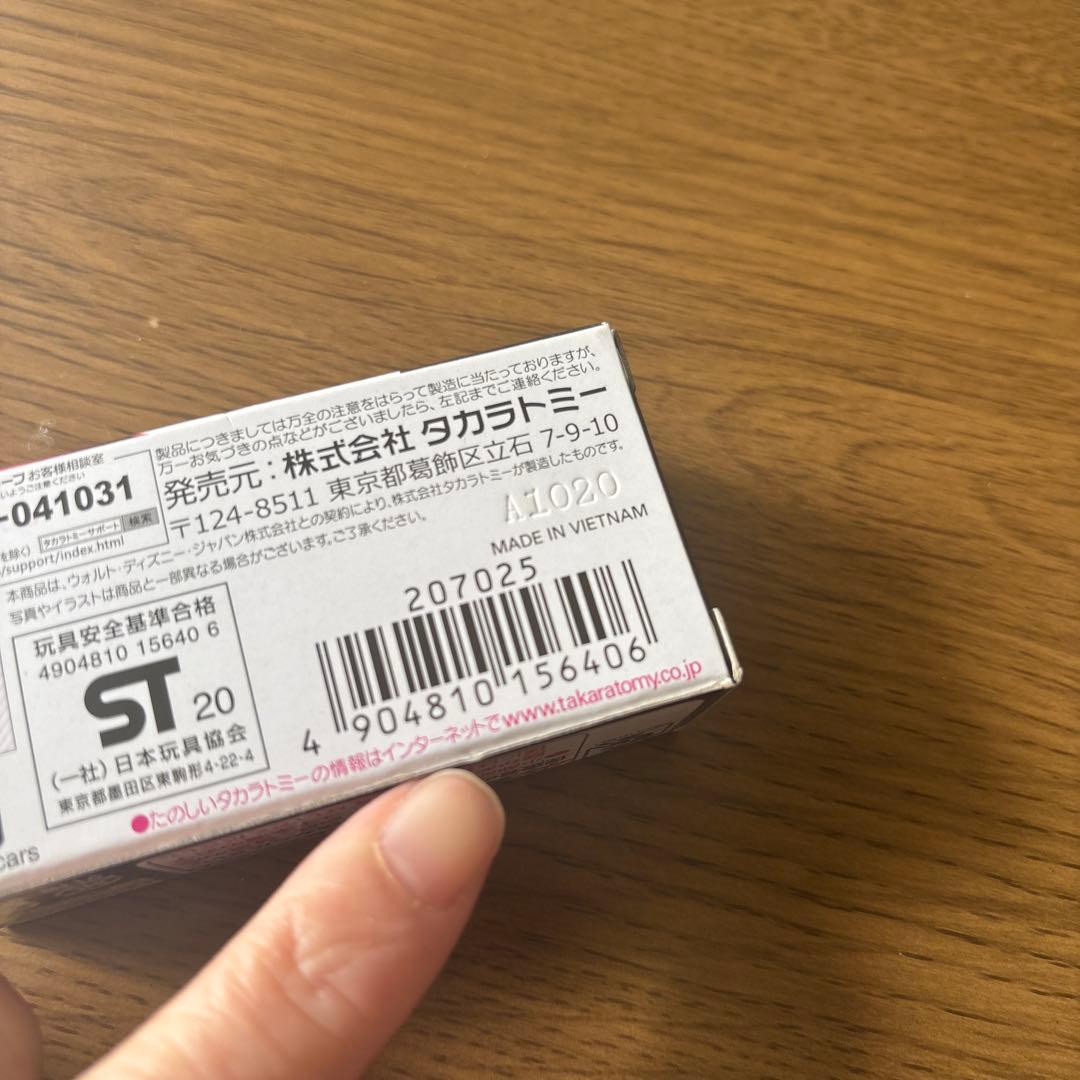 製品につきましては万全の注意をはらって製造に当たっておりますが、
万一お気づきの点などがございましたら、左記までご連絡ください。
発売元：株式会社 タカラトミー
〒124-8511 東京都葛飾区立石 7-9-10
お客様相談室
ご注意ください
-04031
タカラトミーサポート 検索
/support/index.html
本商品は、ウォルト・ディズニー・ジャパン株式会社との契約により、株式会社タカラトミーが製造したものです。
写真やイラストは商品と一部異なる場合がございます。ご了承ください。
A1020
MADE IN VIETNAM
玩具安全基準合格
4904810 15640 6
ST 20
(一社)日本玩具協会
東京都墨田区東駒形4-22-4
207025
4 904810 156406
●たのしいタカラトミーの情報はインターネットでwww.takaratomy.co.jp
cars